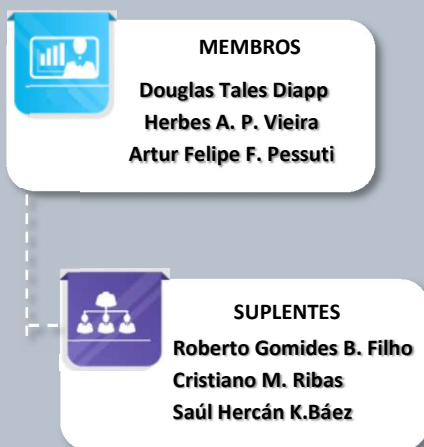 MEMBROS
Douglas Tales Diapp
Herbes A. P. Vieira
Artur Felipe F. Pessuti
SUPLENTES
Roberto Gomides B. Filho
Cristiano M. Ribas
Saúl Hercán K.Báez